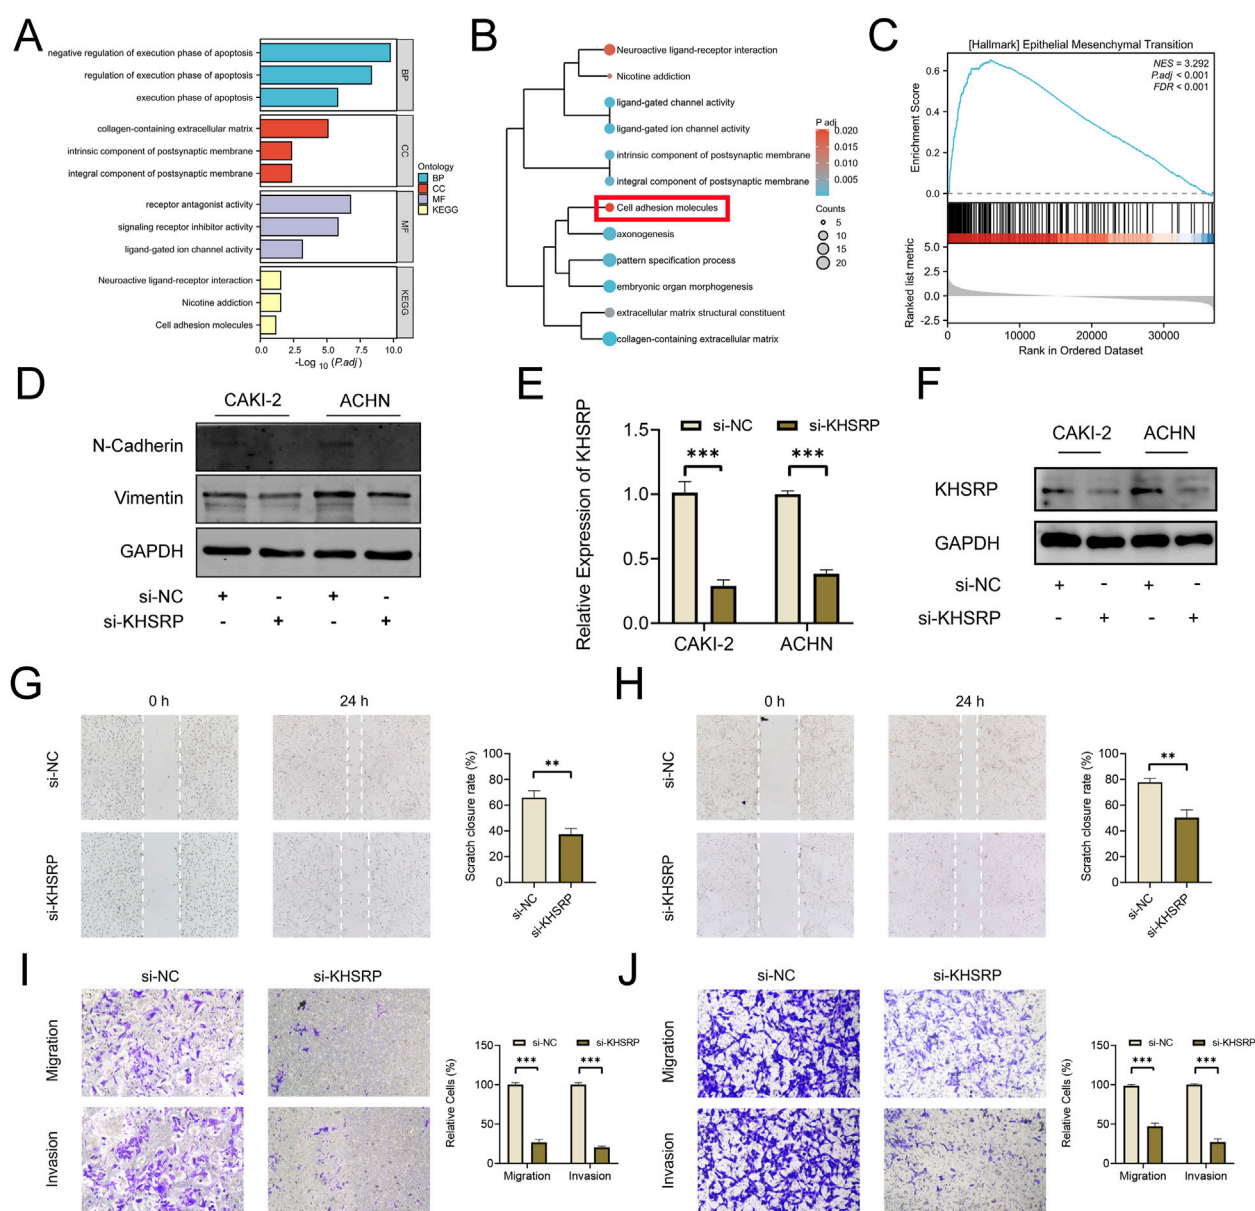 A
negative regulation of execution phase of apoptosis
regulation of execution phase of apoptosis
execution phase of apoptosis
BP
collagen-containing extracellular matrix
intrinsic component of postsynaptic membrane
integral component of postsynaptic membrane
CC
receptor antagonist activity
signaling receptor inhibitor activity
ligand-gated ion channel activity
MF
Neuroactive ligand-receptor interaction
Nicotine addiction
Cell adhesion molecules
KEGG
0.0 2.5 5.0 7.5 10.0
-Log 10 (P.adj)
Ontology
BP
CC
MF
KEGG
B
Neuroactive ligand-receptor interaction
Nicotine addiction
ligand-gated channel activity
ligand-gated ion channel activity
intrinsic component of postsynaptic membrane
integral component of postsynaptic membrane
Cell adhesion molecules
axonogenesis
pattern specification process
embryonic organ morphogenesis
extracellular matrix structural constituent
collagen-containing extracellular matrix
P adj
0.020
0.015
0.010
0.005
Counts
5
10
15
20
C
[Hallmark] Epithelial Mesenchymal Transition
NES = 3.292
P.adj < 0.001
FDR < 0.001
Enrichment Score
0.6
0.4
0.2
0.0
Ranked list metric
5.0
2.5
0.0
-2.5
10000 20000 30000
Rank in Ordered Dataset
D
CAKI-2 ACHN
N-Cadherin
Vimentin
GAPDH
si-NC + - + -
si-KHSRP - + - +
E
Relative Expression of KHSRP
si-NC si-KHSRP
1.5
1.0
0.5
0.0
*** ***
CAKI-2 ACHN
F
CAKI-2 ACHN
KHSRP
GAPDH
si-NC + - + -
si-KHSRP - + - +
G
0 h 24 h
si-NC
si-KHSRP
Scratch closure rate (%)
100
80
60
40
20
0
**
si-NC
si-KHSRP
H
0 h 24 h
si-NC
si-KHSRP
Scratch closure rate (%)
100
80
60
40
20
0
**
si-NC
si-KHSRP
I
si-NC si-KHSRP
Migration
Invasion
Relative Cells (%)
si-NC si-KHSRP
150
100
50
0
*** ***
Migration Invasion
J
si-NC si-KHSRP
Migration
Invasion
Relative Cells (%)
si-NC si-KHSRP
150
100
50
0
*** ***
Migration Invasion